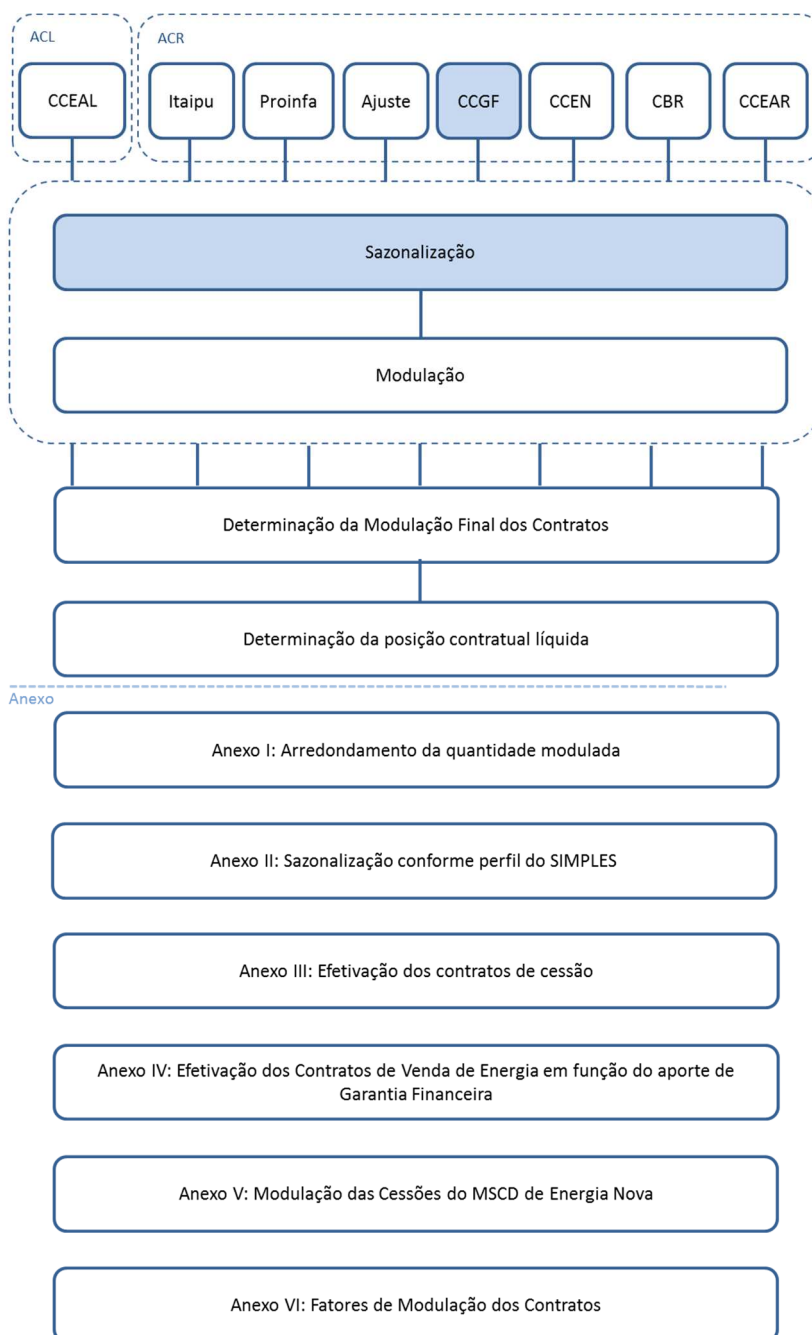 ACL
ACR
CCEAL
Itaipu
Proinfa
Ajuste
CCGF
CCEN
CBR
CCEAR
Sazonalização
Modulação
Determinação da Modulação Final dos Contratos
Determinação da posição contratual líquida
Anexo
Anexo I: Arredondamento da quantidade modulada
Anexo II: Sazonalização conforme perfil do SIMPLES
Anexo III: Efetivação dos contratos de cessão
Anexo IV: Efetivação dos Contratos de Venda de Energia em função do aporte de
Garantia Financeira
Anexo V: Modulação das Cessões do MSCD de Energia Nova
Anexo VI: Fatores de Modulação dos Contratos